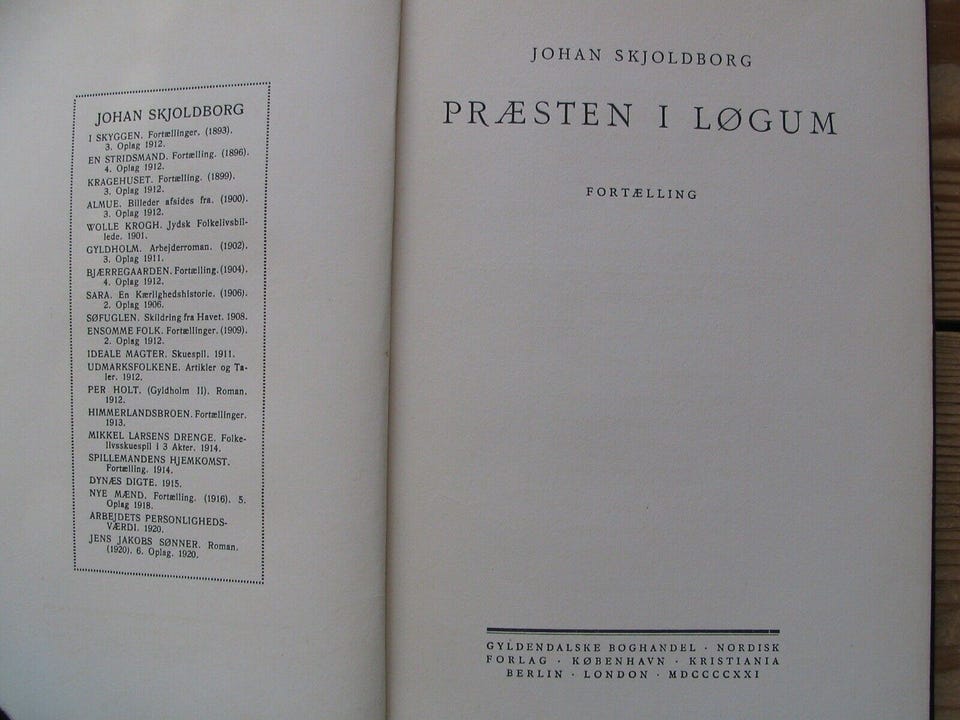 JOHAN SKJOLDBORG
I SKYGGEN. Fortællinger. (1893).
3. Oplag 1912.
EN STRIDSMAND. Fortælling. (1896).
4. Oplag 1912.
KRAGEHUSET. Fortælling. (1899).
3. Oplag 1912.
ALMUE. Billeder afsides fra. (1900).
3. Oplag 1912.
WOLLE KROGH. Jydsk Folkelivsbil-
lede. 1901.
GYLDHOLM. Arbejderroman. (1902).
3. Oplag 1911.
BJÆRREGAARDEN. Fortælling. (1904).
4. Oplag 1912.
SARA. En Kærlighedshistorie. (1906).
2. Oplag 1906.
SØFUGLEN. Skildring fra Havet. 1908.
ENSOMME FOLK. Fortællinger. (1909).
2. Oplag 1912.
IDEALE MAGTER. Skuespil. 1911.
UDMARKSFOLKENE. Artikler og Ta-
ler. 1912.
PER HOLT. (Gyldholm II). Roman.
1912.
HIMMERLANDSBROEN. Fortællinger.
1913.
MIKKEL LARSENS DRENGE. Folke-
livsskuespil i 3 Akter. 1914.
SPILLEMANDENS HJEMKOMST.
Fortælling. 1914.
DYNÆS DIGTE. 1915.
NYE MÆND. Fortælling. (1916). 5.
Oplag 1918.
ARBEJDETS PERSONLIGHEDS-
VÆRDI. 1920.
JENS JAKOBS SØNNER. Roman.
(1920). 6. Oplag. 1920.
JOHAN SKJOLDBORG
PRÆSTEN I LØGUM
FORTÆLLING
GYLDENDALSKE BOGHANDEL · NORDISK
FORLAG · KØBENHAVN · KRISTIANIA
BERLIN · LONDON · MDCCCCXXI